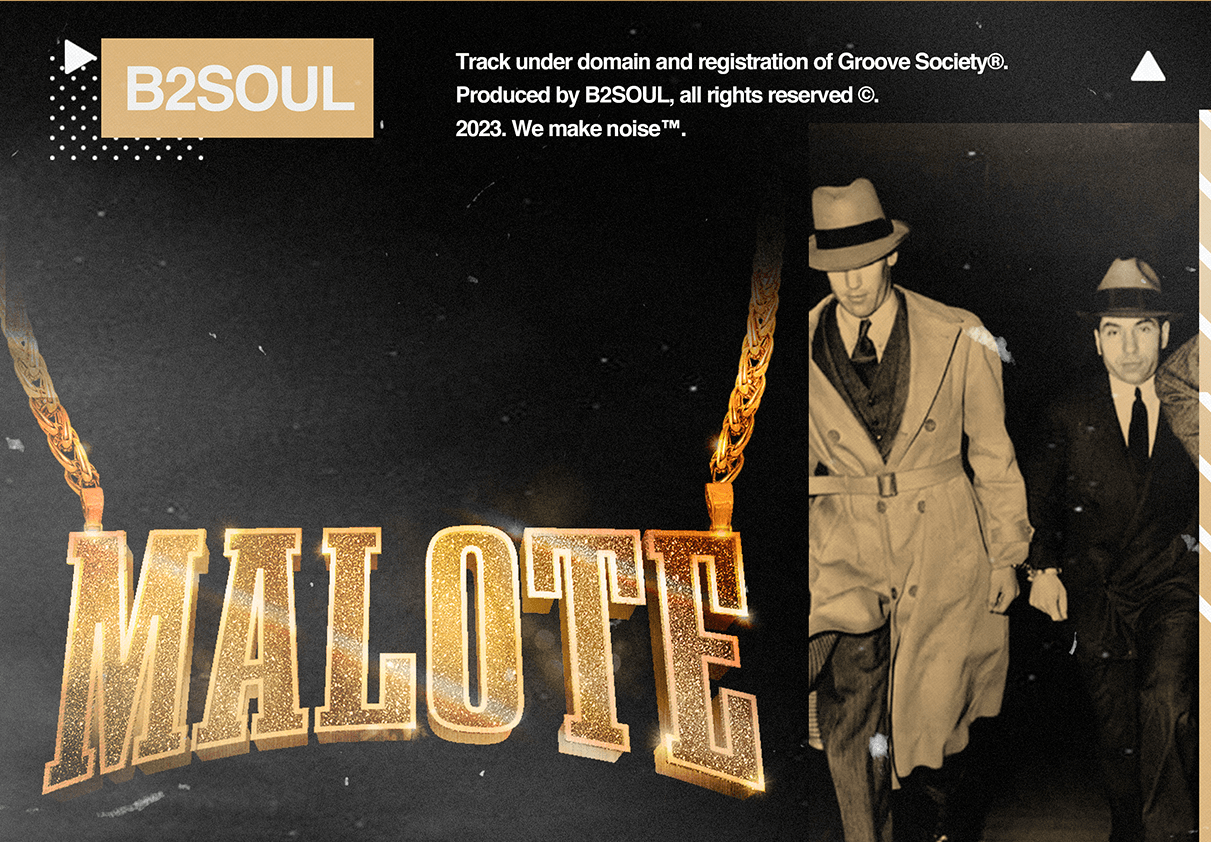 B2SOUL
Track under domain and registration of Groove Society®.
Produced by B2SOUL, all rights reserved ©.
2023. We make noise™.
MALOTE